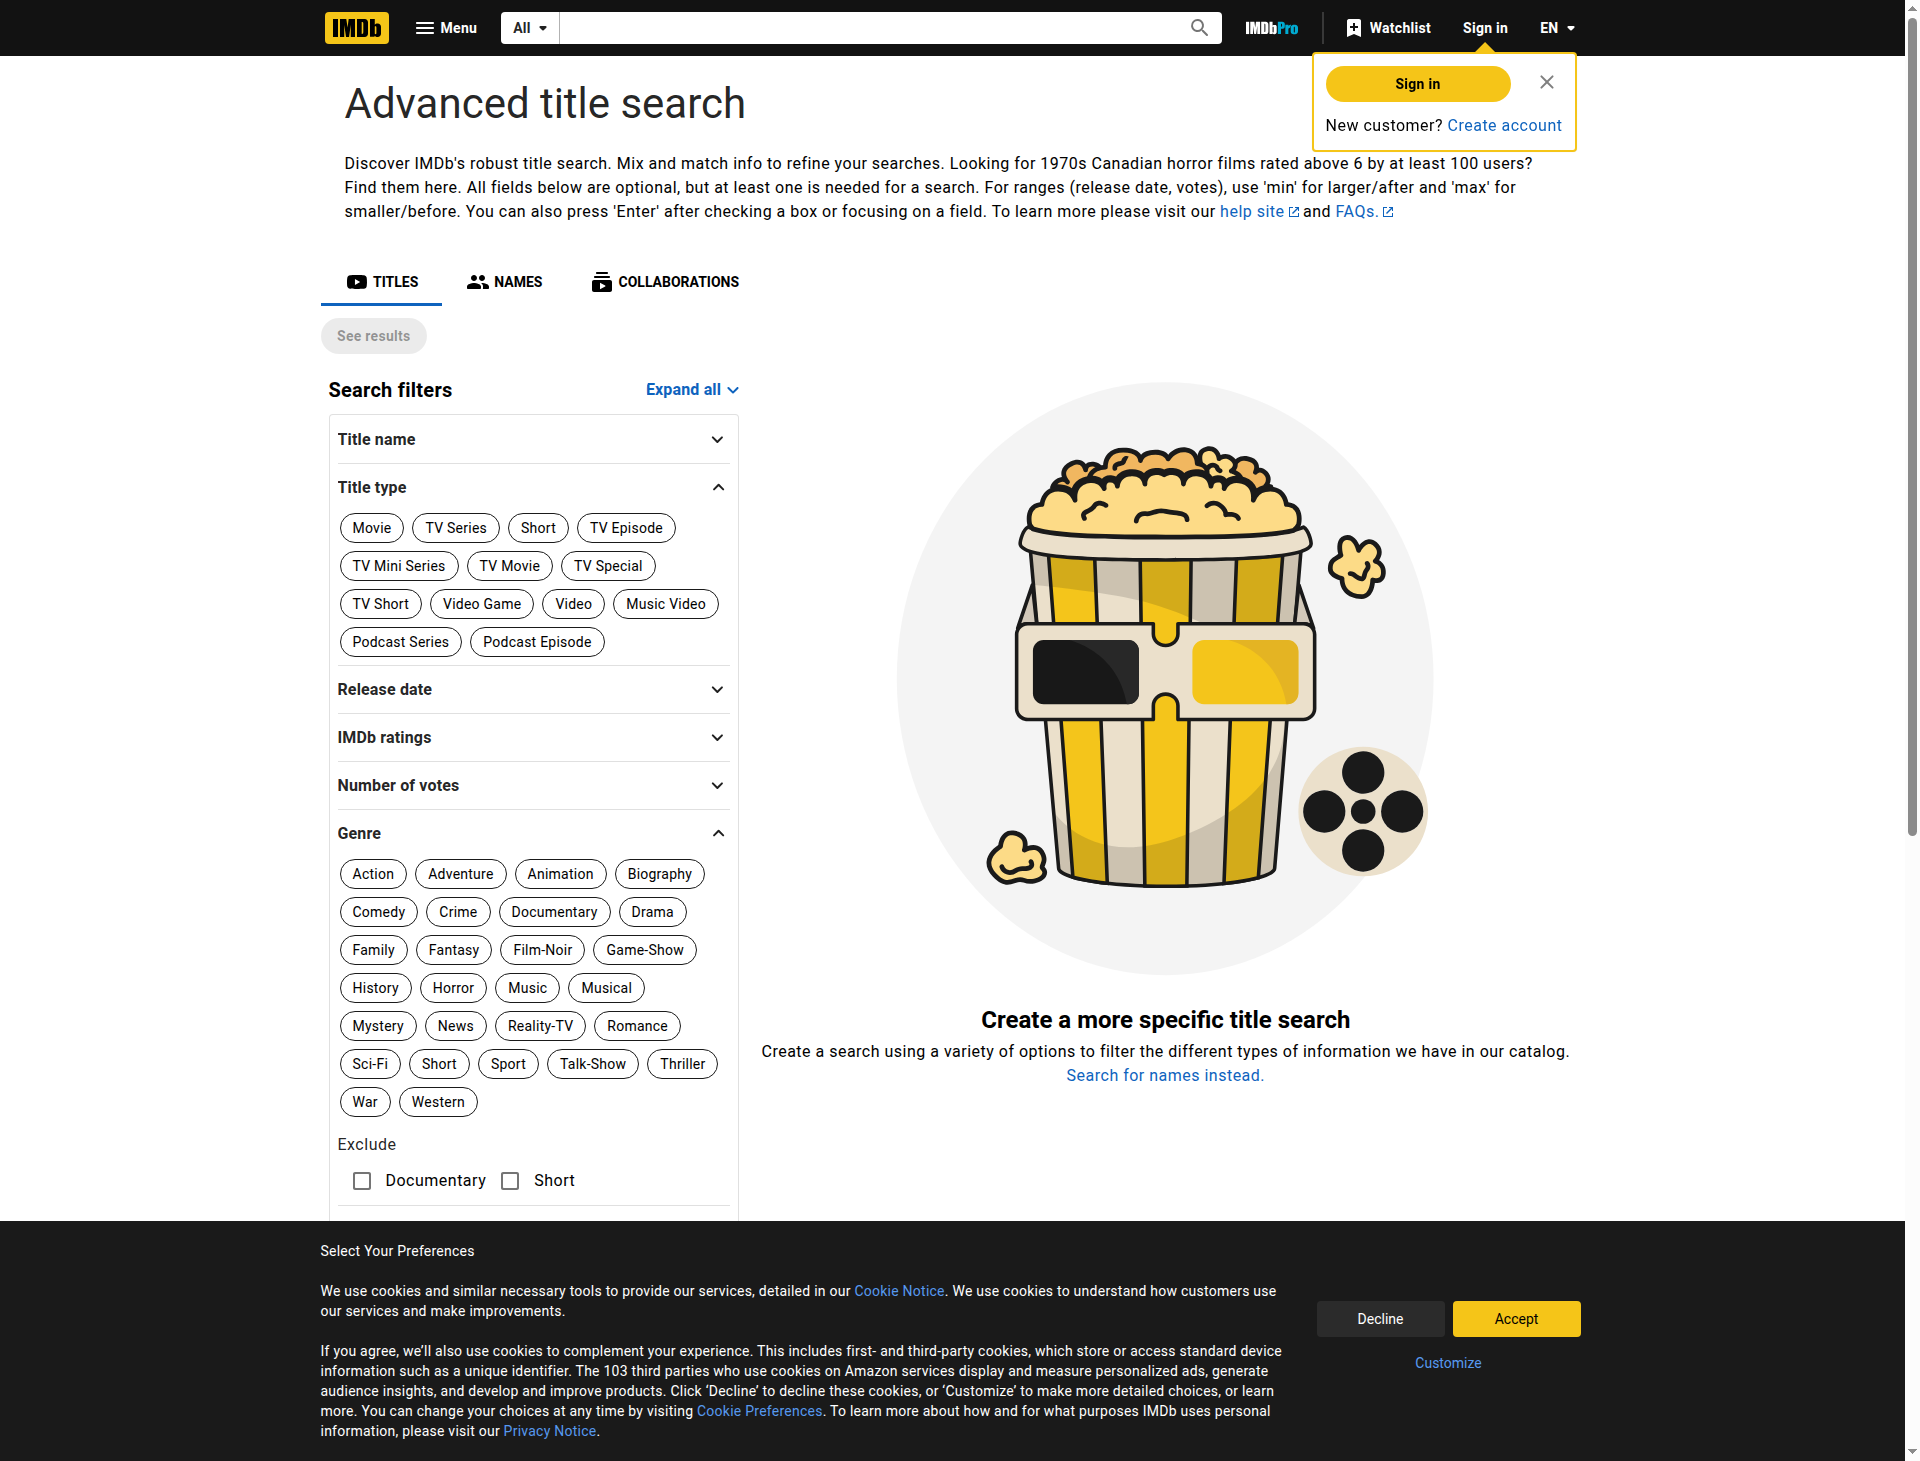 IMDb Menu All IMDbPro Watchlist Sign in EN
Sign in
New customer? Create account
Advanced title search
Discover IMDb's robust title search. Mix and match info to refine your searches. Looking for 1970s Canadian horror films rated above 6 by at least 100 users?
Find them here. All fields below are optional, but at least one is needed for a search. For ranges (release date, votes), use 'min' for larger/after and 'max' for
smaller/before. You can also press 'Enter' after checking a box or focusing on a field. To learn more please visit our help site and FAQs.
TITLES NAMES COLLABORATIONS
See results
Search filters Expand all
Title name
Title type
Movie TV Series Short TV Episode
TV Mini Series TV Movie TV Special
TV Short Video Game Video Music Video
Podcast Series Podcast Episode
Release date
IMDb ratings
Number of votes
Genre
Action Adventure Animation Biography
Comedy Crime Documentary Drama
Family Fantasy Film-Noir Game-Show
History Horror Music Musical
Mystery News Reality-TV Romance
Sci-Fi Short Sport Talk-Show Thriller
War Western
Exclude
Documentary Short
Create a more specific title search
Create a search using a variety of options to filter the different types of information we have in our catalog.
Search for names instead.
Select Your Preferences
We use cookies and similar necessary tools to provide our services, detailed in our Cookie Notice. We use cookies to understand how customers use
our services and make improvements.
If you agree, we’ll also use cookies to complement your experience. This includes first- and third-party cookies, which store or access standard device
information such as a unique identifier. The 103 third parties who use cookies on Amazon services display and measure personalized ads, generate
audience insights, and develop and improve products. Click ‘Decline’ to decline these cookies, or ‘Customize’ to make more detailed choices, or learn
more. You can change your choices at any time by visiting Cookie Preferences. To learn more about how and for what purposes IMDb uses personal
information, please visit our Privacy Notice.
Decline Accept
Customize